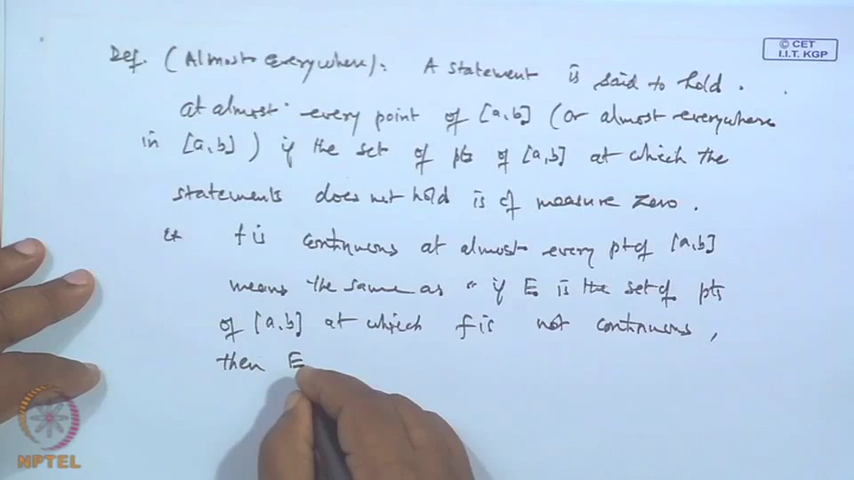 © CET
I.I.T. KGP
Def. (Almost everywhere): A statement is said to hold.
at almost every point of [a,b] (or almost everywhere
in [a,b]) if the set of pts of [a,b] at which the
statements does not hold is of measure zero.
f is continuous at almost every pt of [a,b]
means the same as " if E is the set of pts
of [a,b] at which f is not continuous,
then E
NPTEL